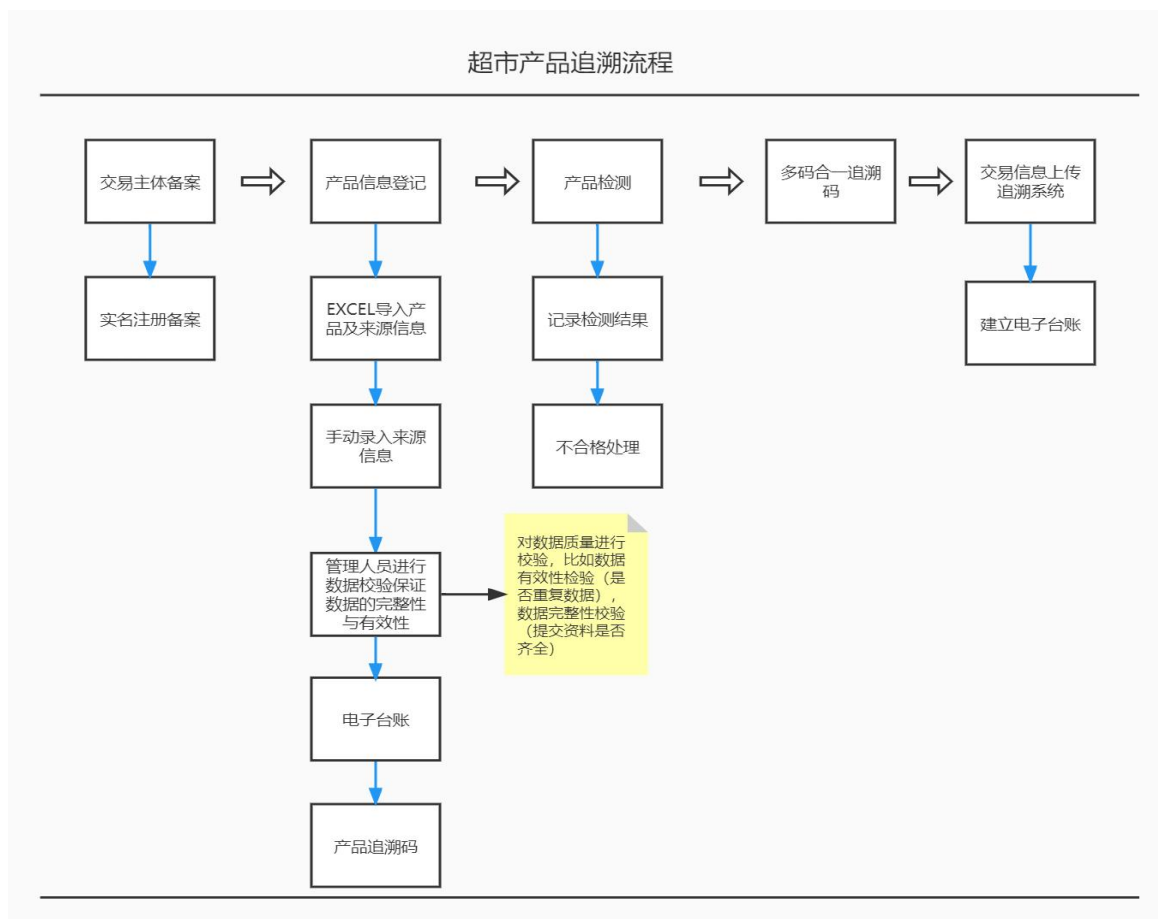 超市产品追溯流程
交易主体备案
产品信息登记
产品检测
多码合一追溯
码
交易信息上传
追溯系统
实名注册备案
EXCEL导入产
品及来源信息
记录检测结果
建立电子台账
手动录入来源
信息
不合格处理
管理人员进行
数据校验保证
数据的完整性
与有效性
对数据质量进行
校验，比如数据
有效性检验（是
否重复数据），
数据完整性校验
（提交资料是否
齐全）
电子台账
产品追溯码